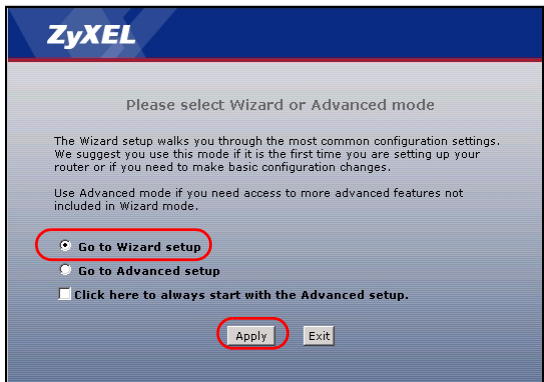 ZyXEL
Please select Wizard or Advanced mode
The Wizard setup walks you through the most common configuration settings.
We suggest you use this mode if it is the first time you are setting up your
router or if you need to make basic configuration changes.
Use Advanced mode if you need access to more advanced features not
included in Wizard mode.
Go to Wizard setup
Go to Advanced setup
Click here to always start with the Advanced setup.
Apply Exit